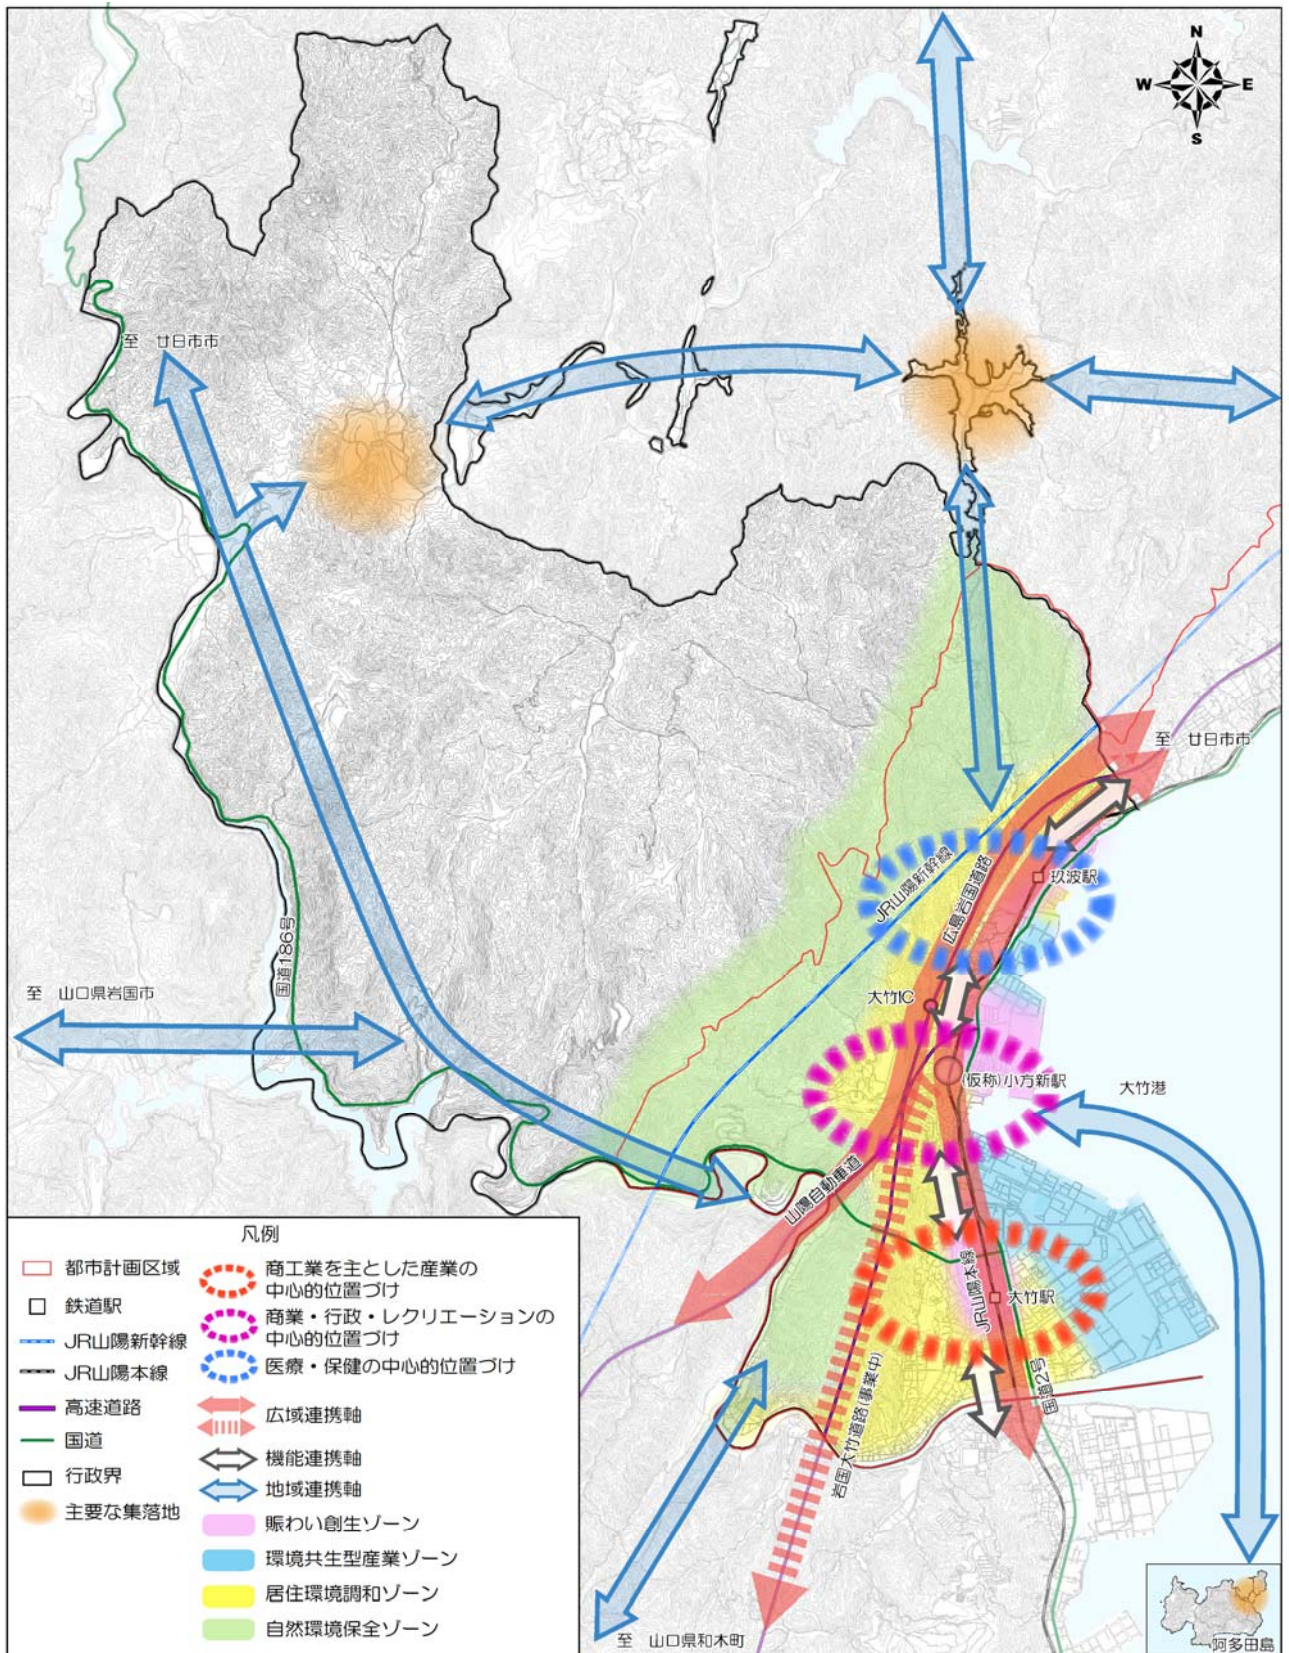 N
W
E
S
至 廿日市市
至 廿日市市
JR山陽新幹線
広島岩国道路
玖波駅
国道186号
至 山口県岩国市
大竹IC
(仮称)小方新駅
大竹港
山陽自動車道
JR山陽本線
大竹駅
国道2号
岩国大竹道路(事業中)
至 山口県和木町
阿多田島
凡例
都市計画区域
鉄道駅
JR山陽新幹線
JR山陽本線
高速道路
国道
行政界
主要な集落地
商工業を主とした産業の
中心的位置づけ
商業・行政・レクリエーションの
中心的位置づけ
医療・保健の中心的位置づけ
広域連携軸
機能連携軸
地域連携軸
賑わい創生ゾーン
環境共生型産業ゾーン
居住環境調和ゾーン
自然環境保全ゾーン